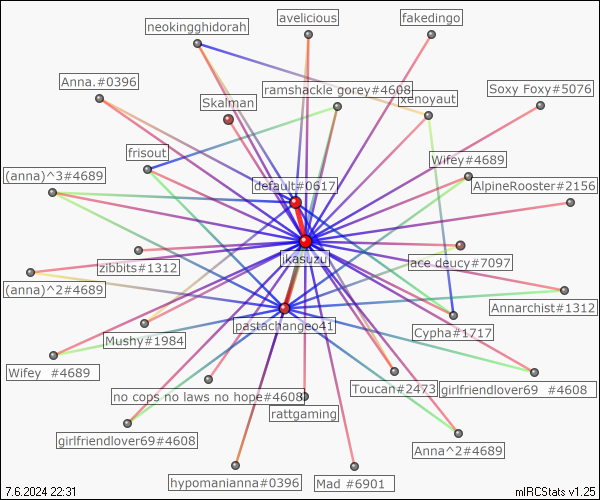 avelicious
fakedingo
neokingghidorah
Anna.#0396
ramshackle gorey#4608
Soxy Foxy#5076
Skalman
xenoyaut
frisout
Wifey#4689
(anna)^3#4689
default#0617
AlpineRooster#2156
jkasuzu
ace deucy#7097
zibbits#1312
(anna)^2#4689
Annarchist#1312
pastachangeo41
Cypha#1717
Mushy#1984
Wifey #4689
Toucan#2473
girlfriendlover69 #4608
no cops no laws no hope#4608
rattgaming
girlfriendlover69#4608
Anna^2#4689
hypomanianna#0396
Mad #6901
7.6.2024 22:31
mIRCStats v1.25